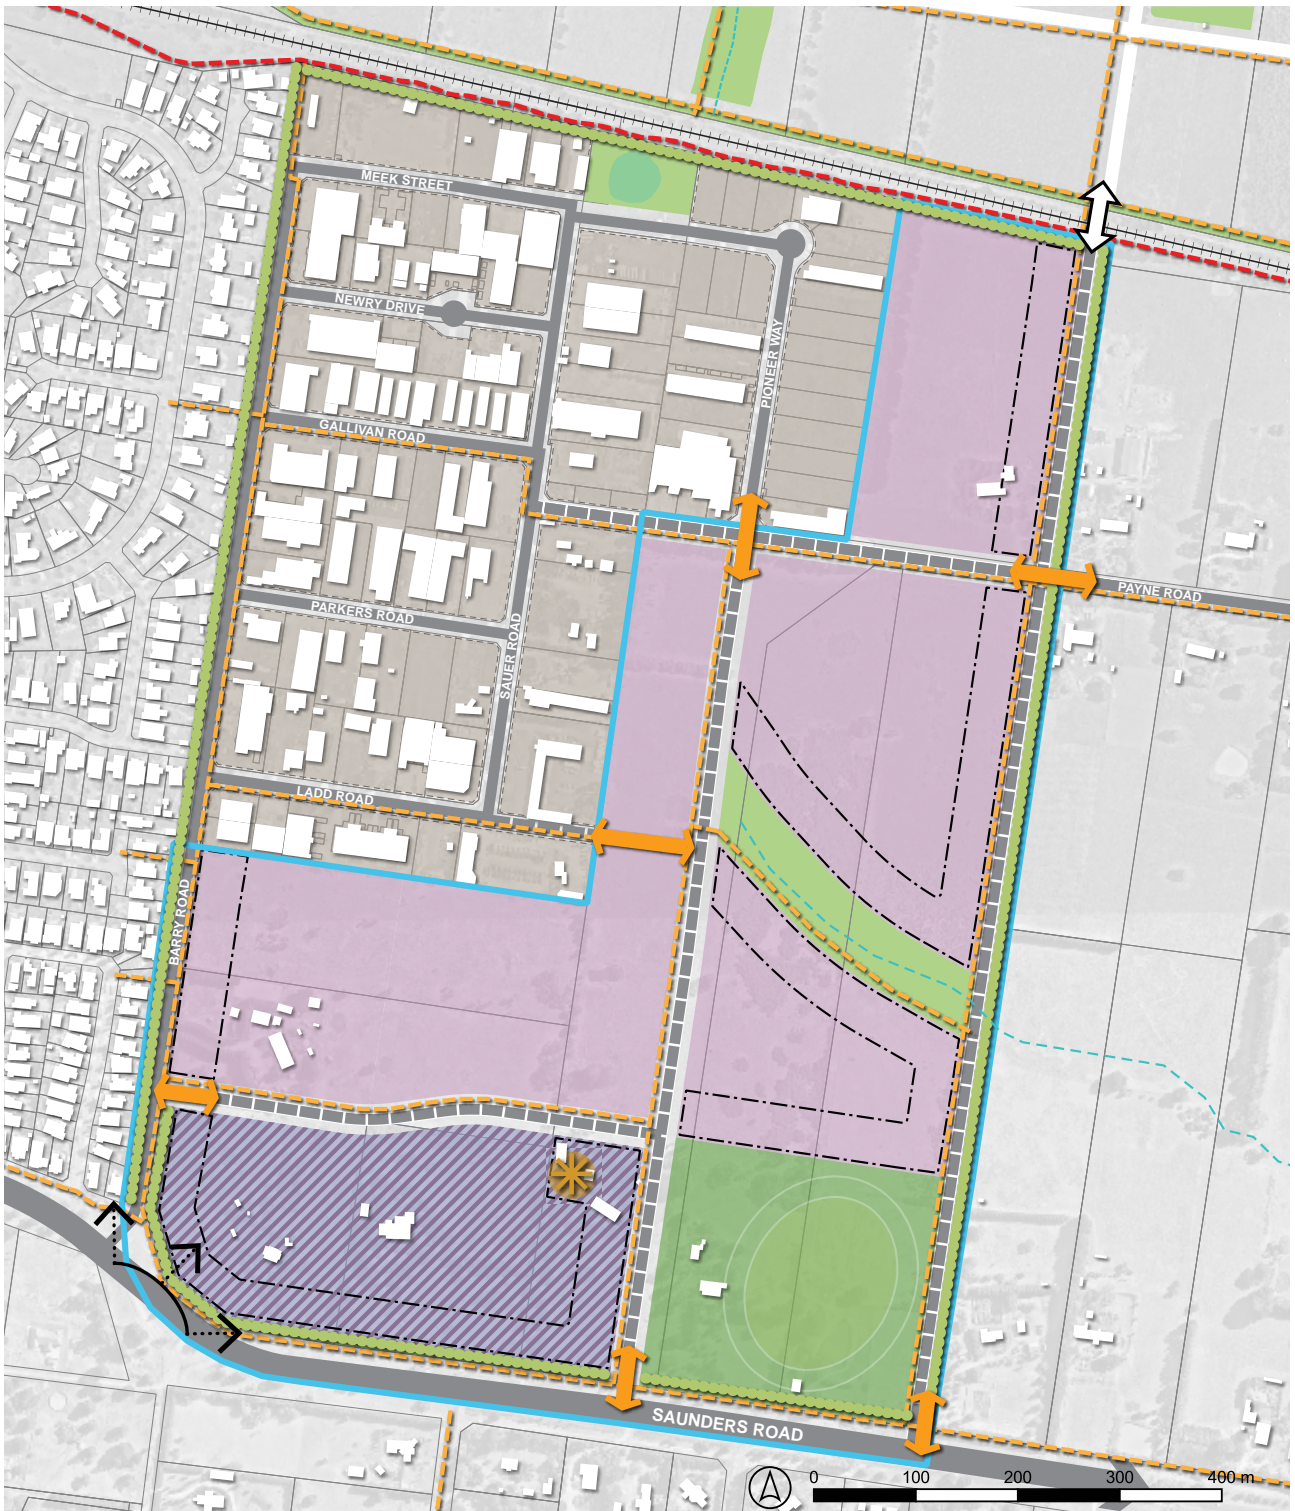 MEEK STREET
NEWRY DRIVE
PIONEER WAY
GALLIVAN ROAD
PAYNE ROAD
PARKERS ROAD
SAUER ROAD
LADD ROAD
BARRY ROAD
SAUNDERS ROAD
0 100 200 300 400 m